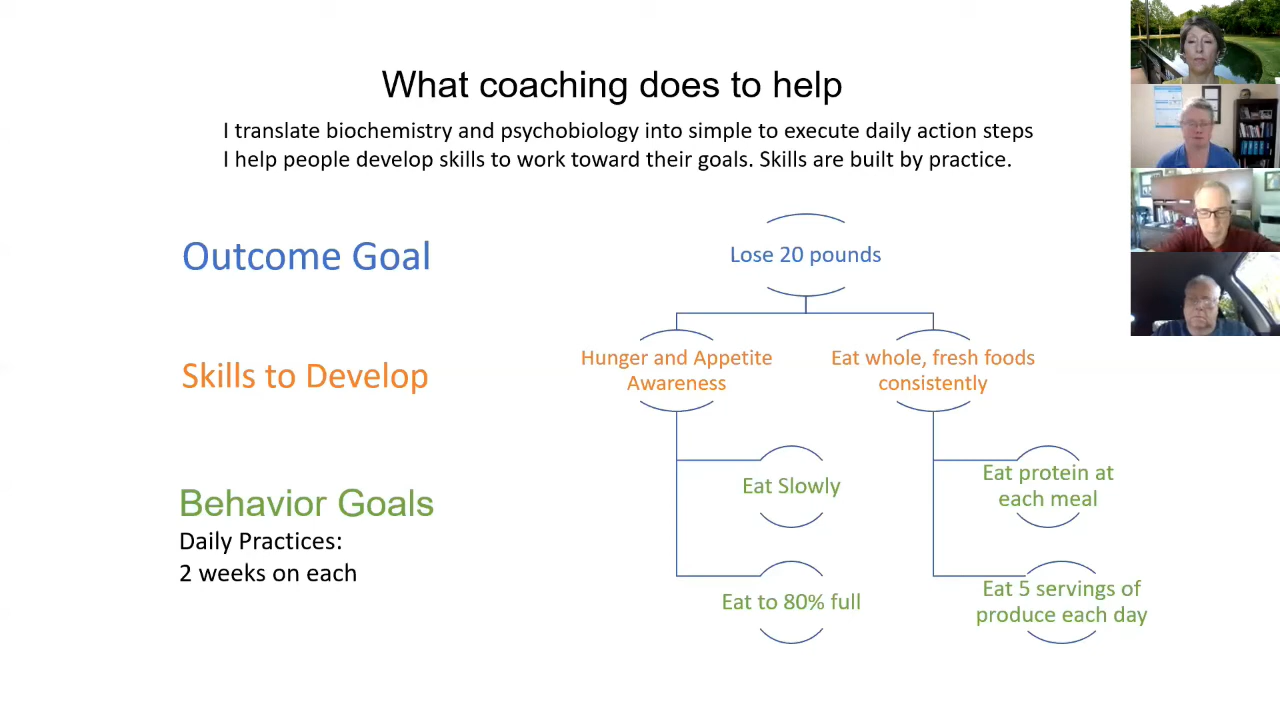 What coaching does to help
I translate biochemistry and psychobiology into simple to execute daily action steps
I help people develop skills to work toward their goals. Skills are built by practice.
Outcome Goal
Lose 20 pounds
Skills to Develop
Hunger and Appetite
Awareness
Eat whole, fresh foods
consistently
Behavior Goals
Daily Practices:
2 weeks on each
Eat Slowly
Eat protein at
each meal
Eat to 80% full
Eat 5 servings of
produce each day